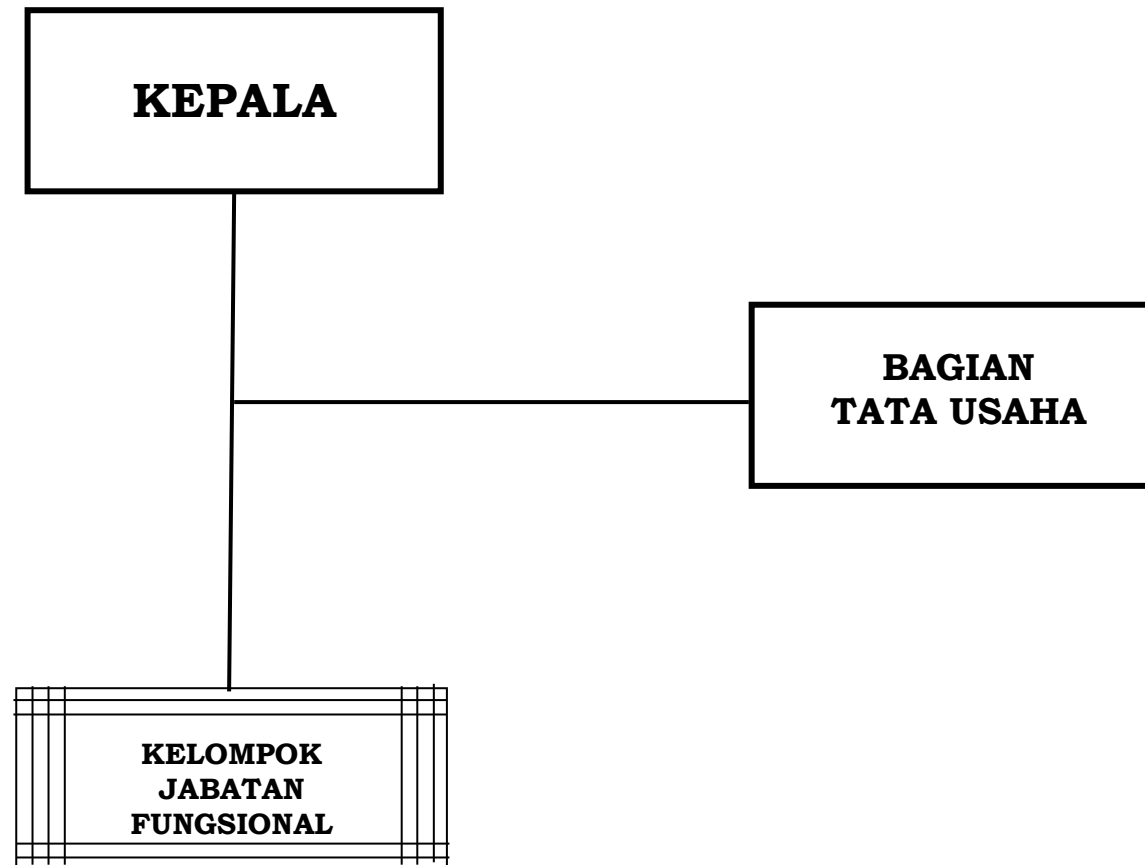 KEPALA
BAGIAN
TATA USAHA
KELOMPOK
JABATAN
FUNGSIONAL